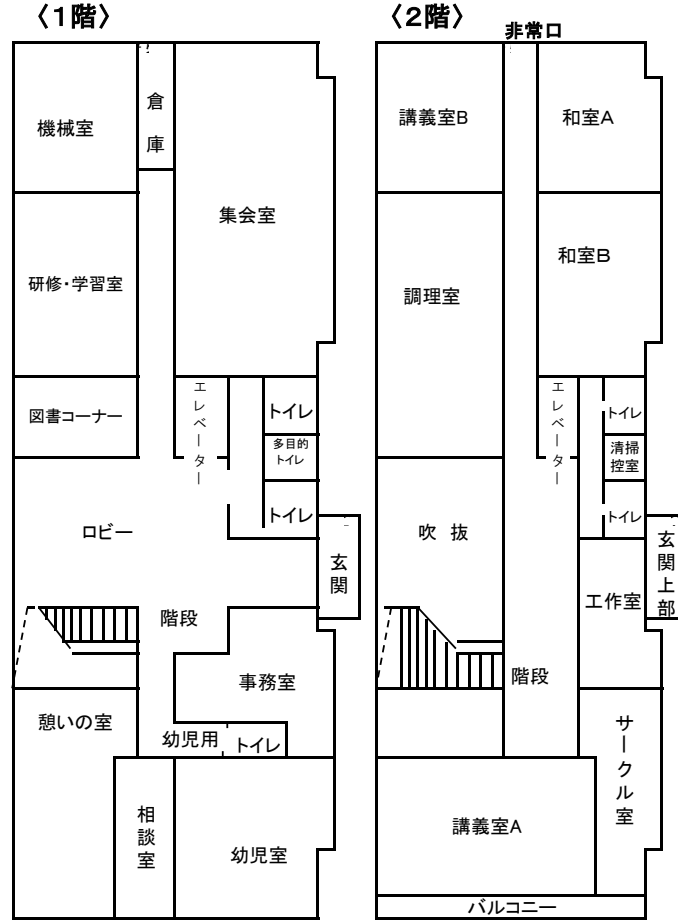 〈1階〉
機械室
倉庫
集会室
研修・学習室
図書コーナー
エレベーター
トイレ
多目的
トイレ
トイレ
ロビー
玄関
階段
事務室
憩いの室
幼児用
トイレ
相談室
幼児室
〈2階〉
非常口
講義室B
和室A
和室B
調理室
エレベーター
トイレ
清掃
控室
トイレ
吹 抜
玄関上部
工作室
階段
サークル室
講義室A
バルコニー